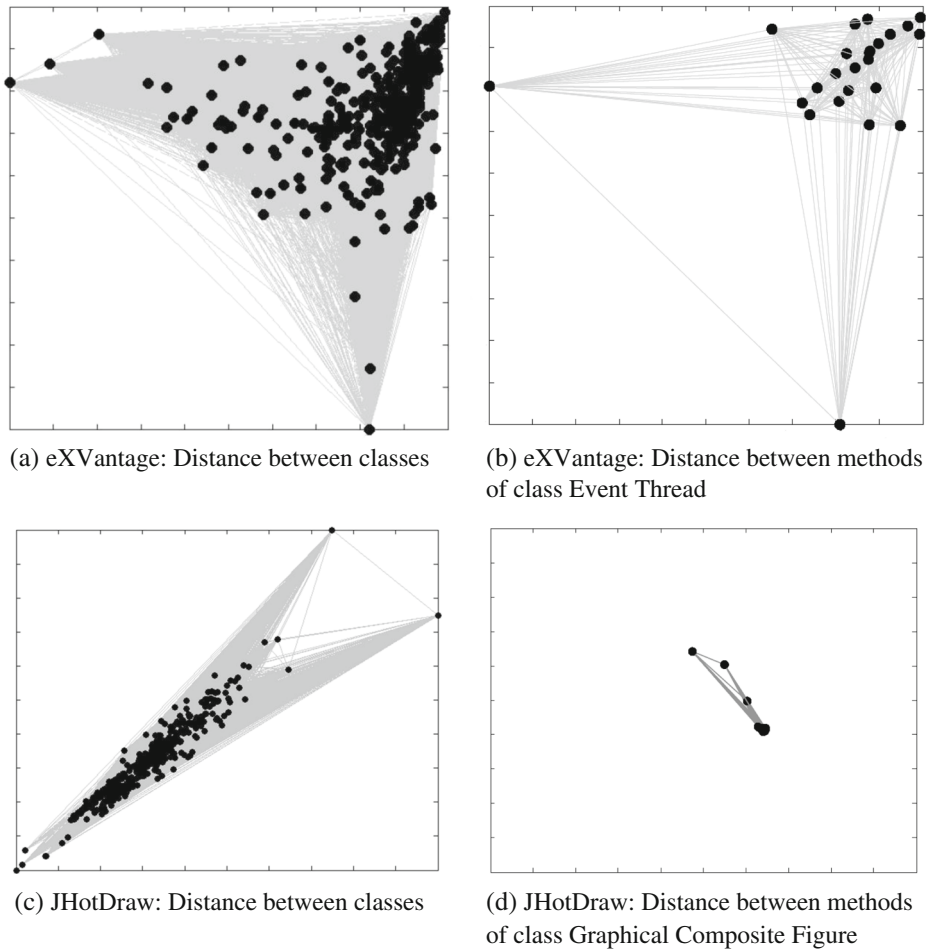 (a) eXVantage: Distance between classes
(b) eXVantage: Distance between methods
of class Event Thread
(c) JHotDraw: Distance between classes
(d) JHotDraw: Distance between methods
of class Graphical Composite Figure